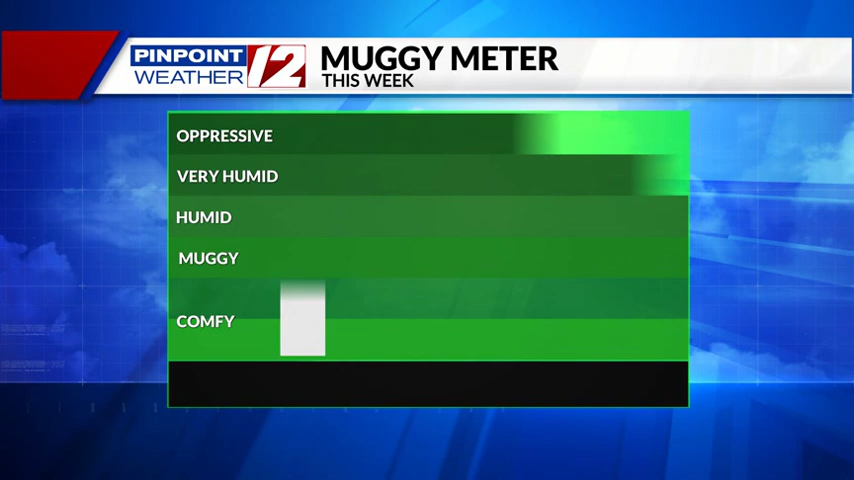 PINPOINT
WEATHER 12
MUGGY METER
THIS WEEK
OPPRESSIVE
VERY HUMID
HUMID
MUGGY
COMFY